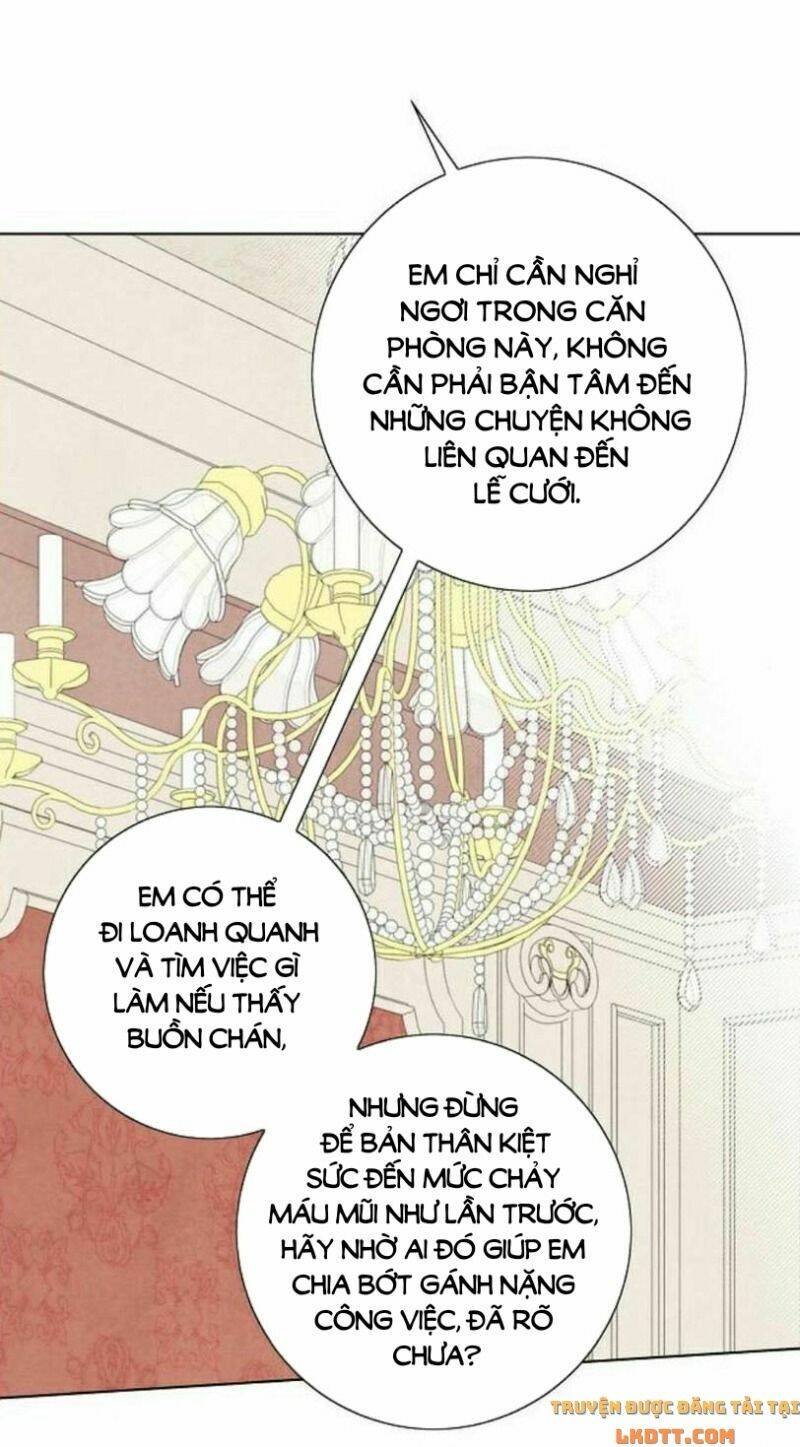 EM CHỈ CẦN NGHỈ
NGƠI TRONG CĂN
PHÒNG NÀY, KHÔNG
CẦN PHẢI BẬN TÂM ĐẾN
NHỮNG CHUYỆN KHÔNG
LIÊN QUAN ĐẾN
LỄ CƯỚI.
EM CÓ THỂ
ĐI LOANH QUANH
VÀ TÌM VIỆC GÌ
LÀM NẾU THẤY
BUỒN CHÁN,
NHƯNG ĐỪNG
ĐỂ BẢN THÂN KIỆT
SỨC ĐẾN MỨC CHẢY
MÁU MŨI NHƯ LẦN TRƯỚC,
HÃY NHỜ AI ĐÓ GIÚP EM
CHIA BỚT GÁNH NẶNG
CÔNG VIỆC, ĐÃ RÕ
CHƯA?
TRUYỆN ĐƯỢC ĐĂNG TẢI TẠI
LKDTT.COM